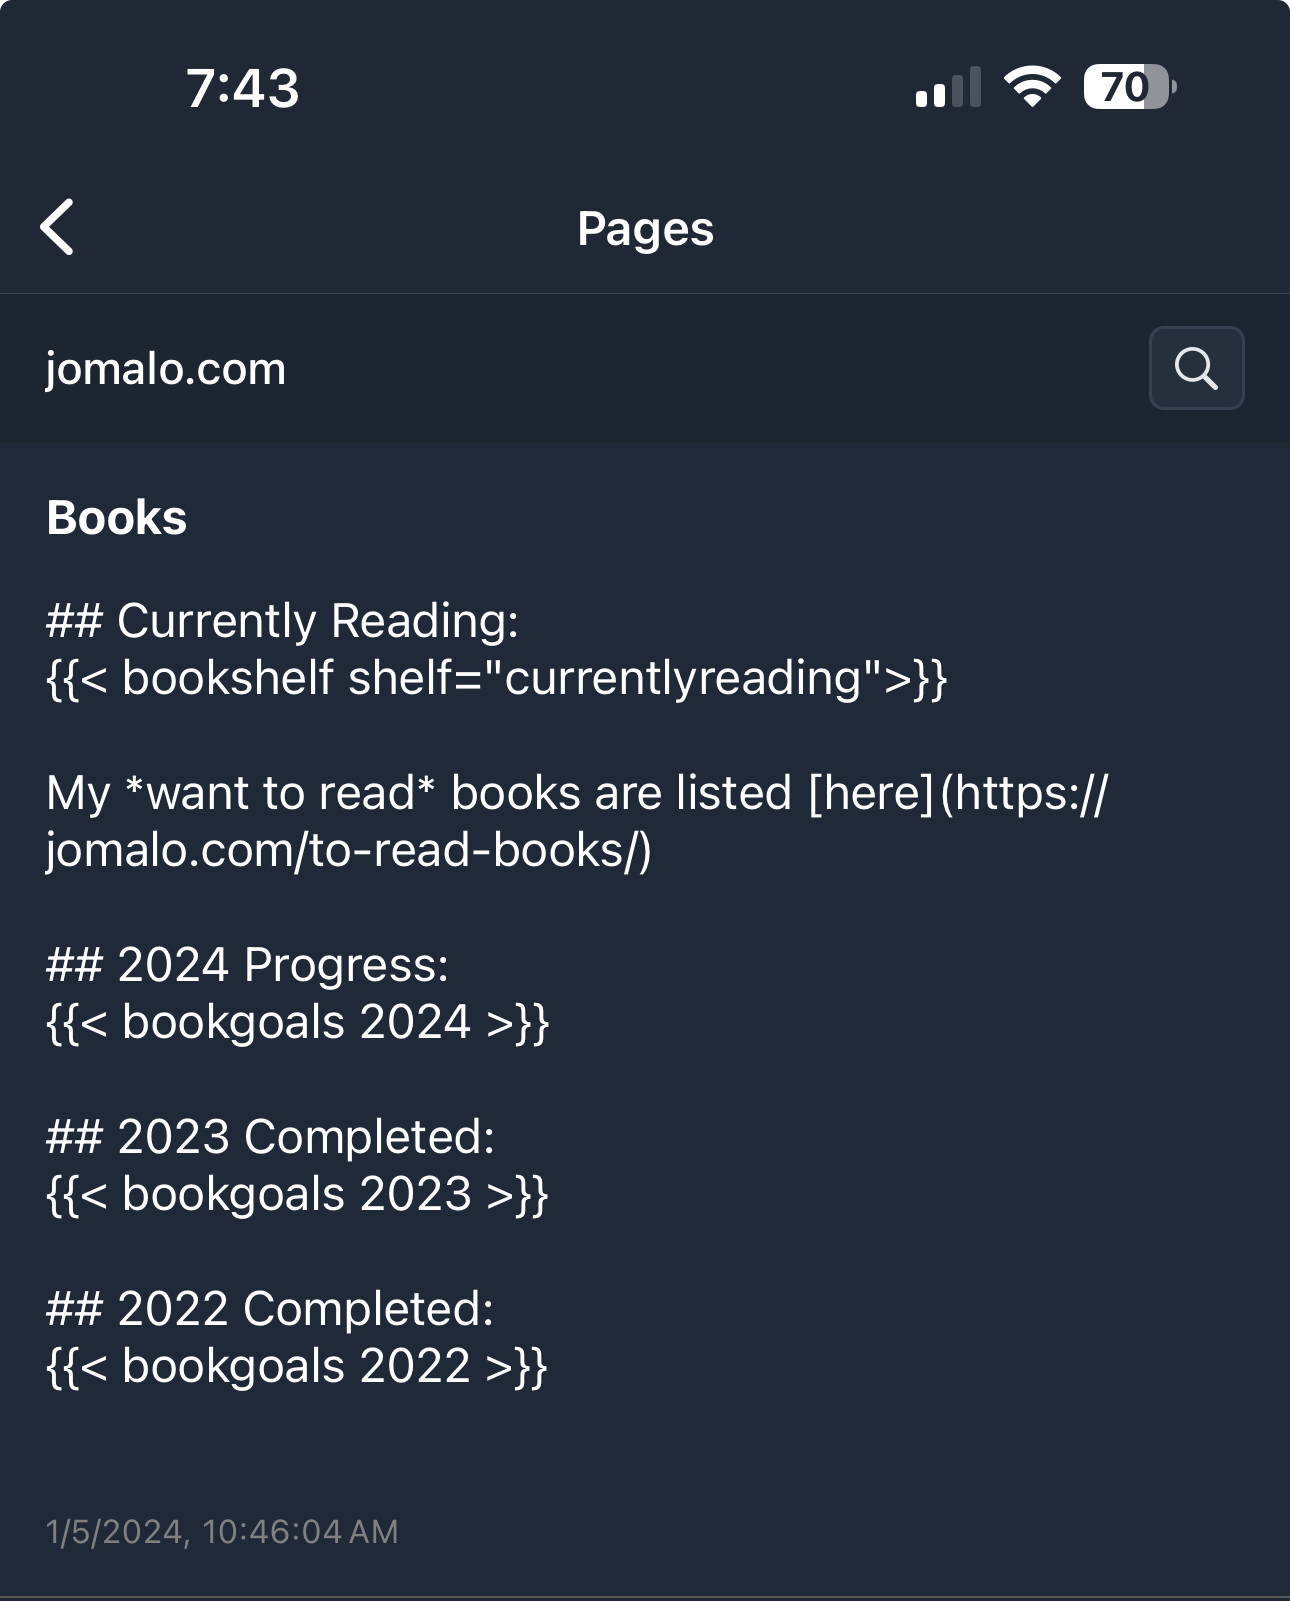 7:43
70
Pages
jomalo.com
Books
## Currently Reading:
{{< bookshelf shelf="currentlyreading">}}
My *want to read* books are listed [here](https://
jomalo.com/to-read-books/)
## 2024 Progress:
{{< bookgoals 2024 >}}
## 2023 Completed:
{{< bookgoals 2023 >}}
## 2022 Completed:
{{< bookgoals 2022 >}}
1/5/2024, 10:46:04 AM